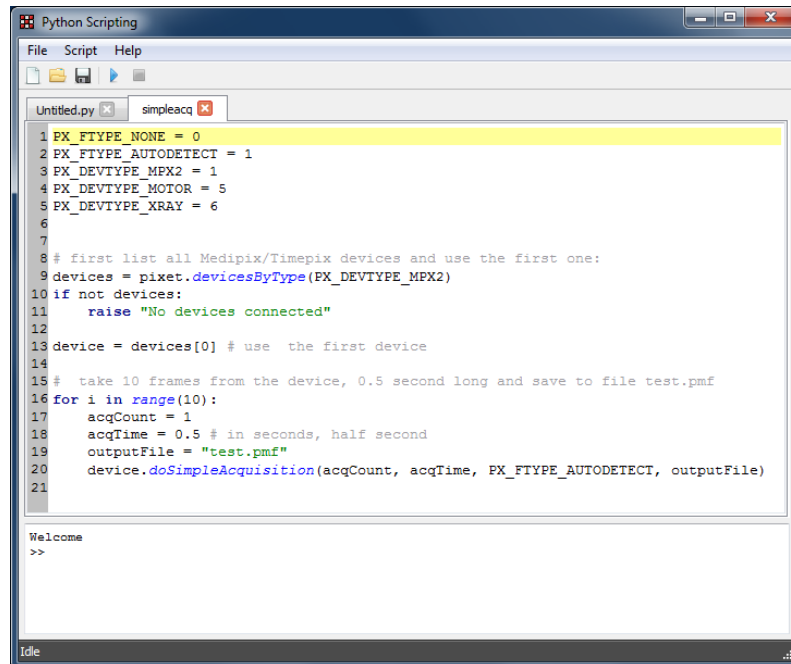 Python Scripting
File Script Help
Untitled.py simpleacq
1 PX_FTYPE_NONE = 0
2 PX_FTYPE_AUTODETECT = 1
3 PX_DEVTYPE_MPX2 = 1
4 PX_DEVTYPE_MOTOR = 5
5 PX_DEVTYPE_XRAY = 6
6
7
8 # first list all Medipix/Timepix devices and use the first one:
9 devices = pixet.devicesByType(PX_DEVTYPE_MPX2)
10 if not devices:
11     raise "No devices connected"
12
13 device = devices[0] # use  the first device
14
15 #  take 10 frames from the device, 0.5 second long and save to file test.pmf
16 for i in range(10):
17     acqCount = 1
18     acqTime = 0.5 # in seconds, half second
19     outputFile = "test.pmf"
20     device.doSimpleAcquisition(acqCount, acqTime, PX_FTYPE_AUTODETECT, outputFile)
21
Welcome
>>
Idle